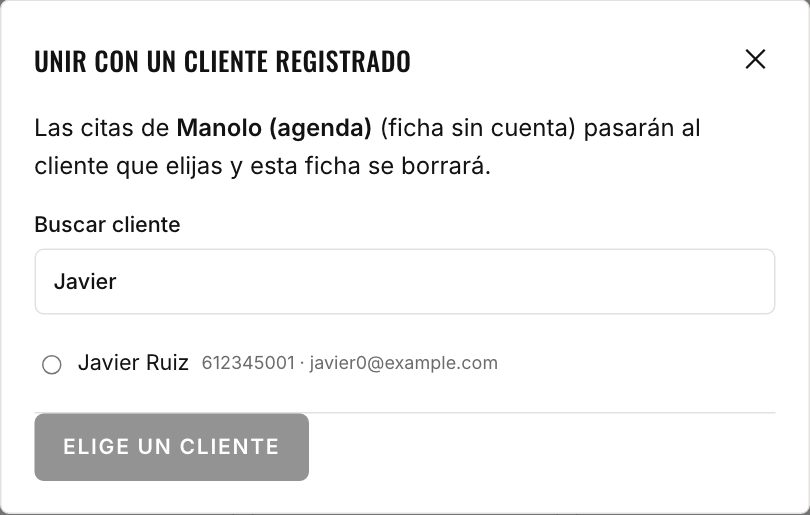 UNIR CON UN CLIENTE REGISTRADO
Las citas de Manolo (agenda) (ficha sin cuenta) pasarán al
cliente que elijas y esta ficha se borrará.
Buscar cliente
Javier
Javier Ruiz 612345001 · javier0@example.com
ELIGE UN CLIENTE